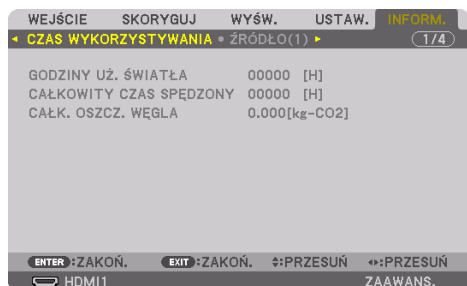 WEJŚCIE SKORYGUJ WYŚW. USTAW. INFORM.
◂ CZAS WYKORZYSTYWANIA • ŹRÓDŁO(1) ▸ 1/4
GODZINY UŻ. ŚWIATŁA 00000 [H]
CAŁKOWITY CZAS SPĘDZONY 00000 [H]
CAŁK. OSZCZ. WĘGLA 0.000[kg-CO2]
ENTER :ZAKOŃ. EXIT :ZAKOŃ. ⬍:PRZESUŃ ⬌:PRZESUŃ
HDMI1 ZAAWANS.